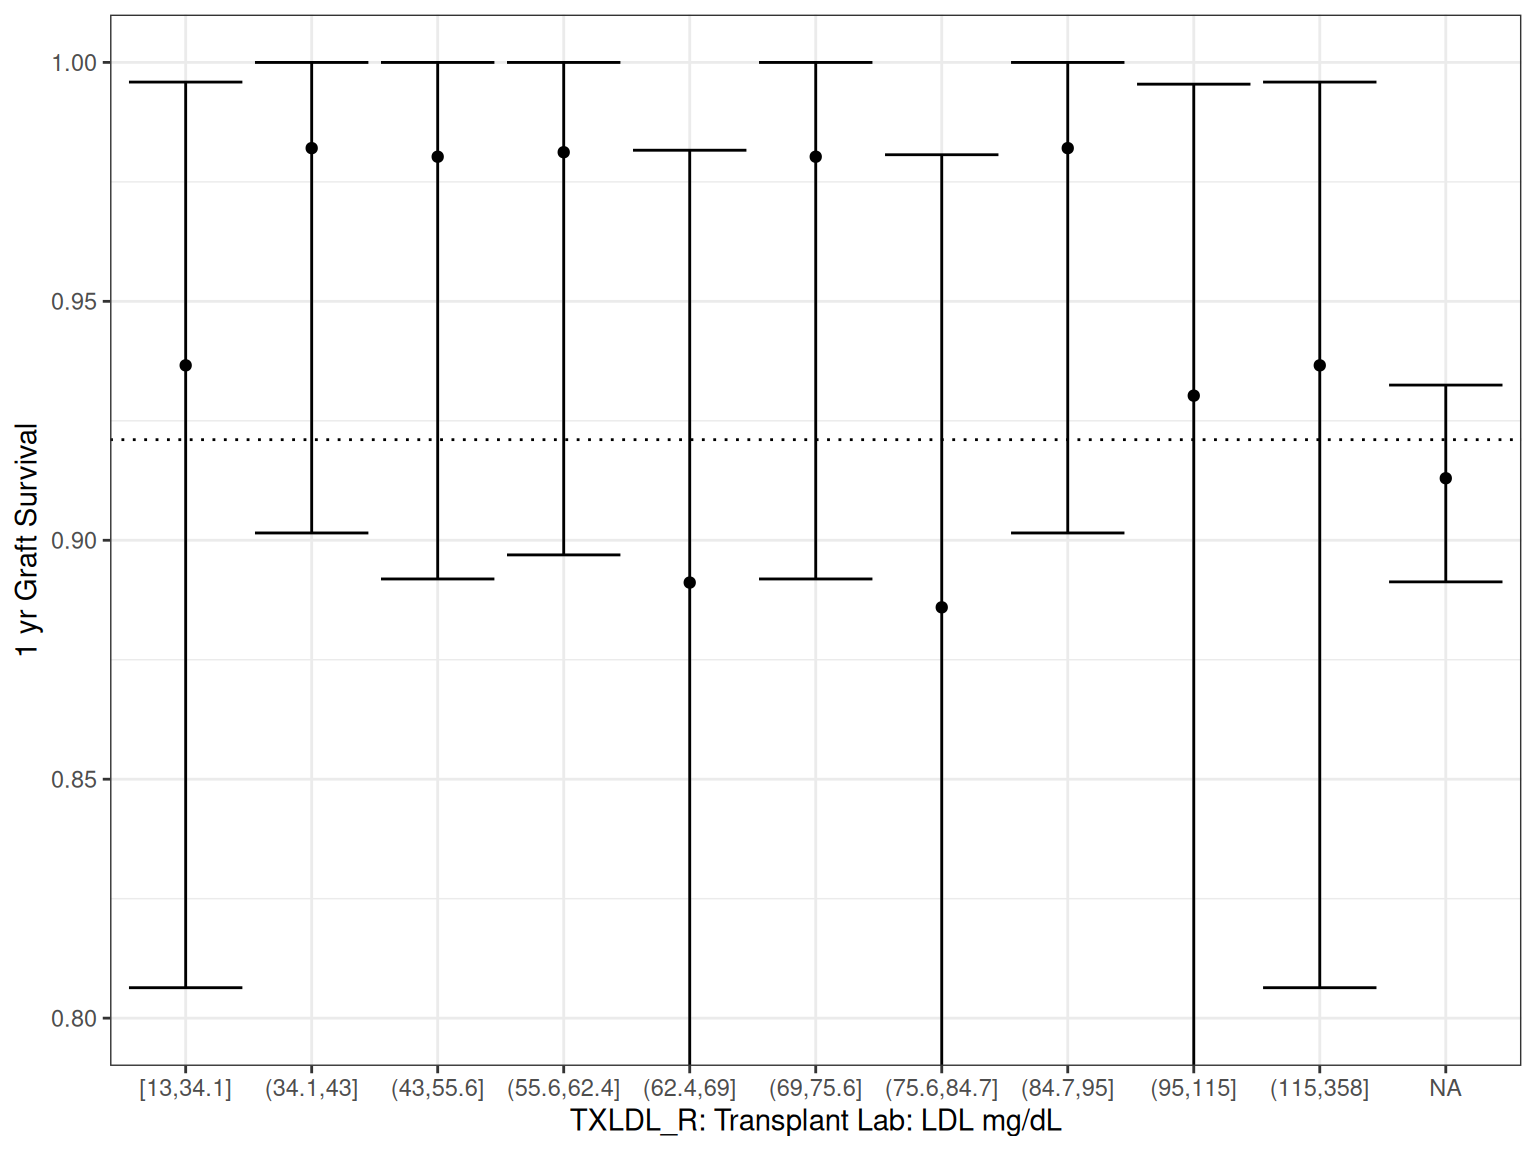 1.00
0.95
0.90
0.85
0.80
1 yr Graft Survival
[13,34.1] (34.1,43] (43,55.6] (55.6,62.4] (62.4,69] (69,75.6] (75.6,84.7] (84.7,95] (95,115] (115,358] NA
TXLDL_R: Transplant Lab: LDL mg/dL